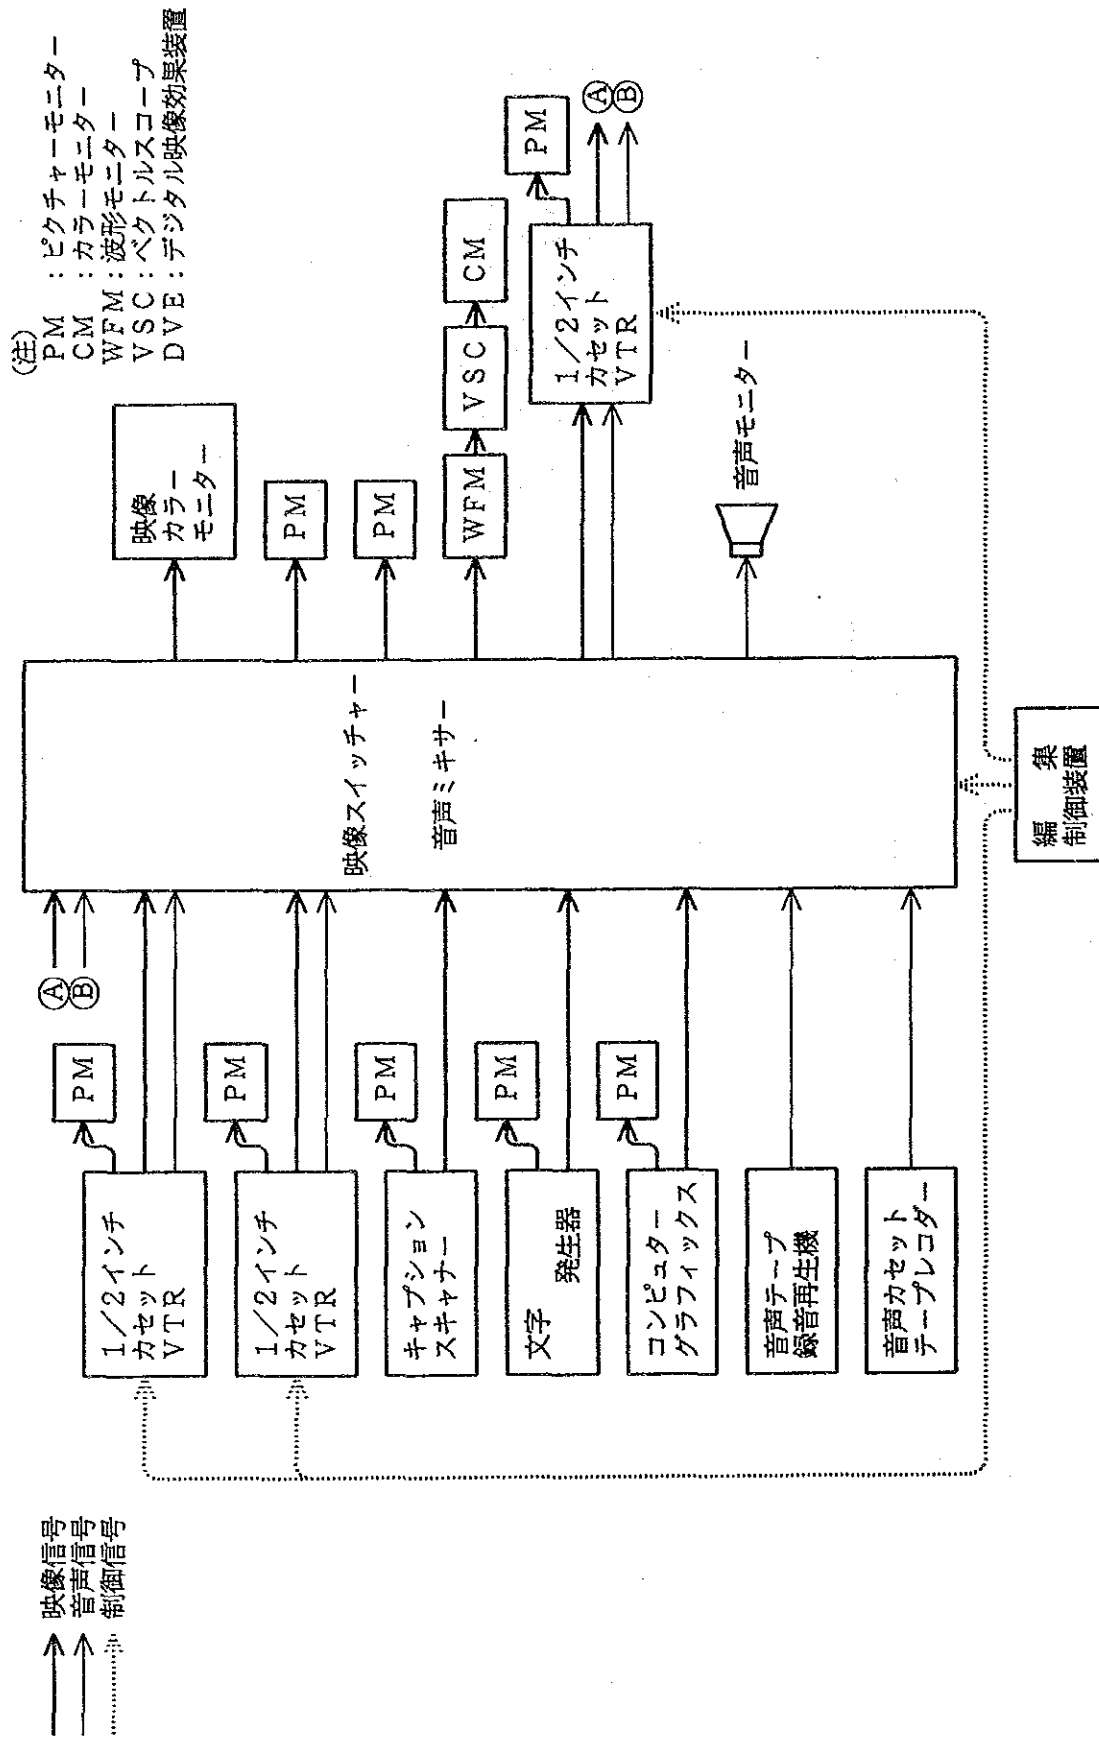 映像信号
音声信号
制御信号
(注)
PM :ピクチャーモニター
CM :カラーモニター
WFM:波形モニター
VSC:ベクトルスコープ
DVE:デジタル映像効果装置
1/2インチ
カセット
VTR
PM
1/2インチ
カセット
VTR
PM
キャプション
スキャナー
PM
文字
発生器
PM
コンピュター
グラフィックス
PM
音声テープ
録音再生機
音声カセット
テープレコダー
Ⓐ
Ⓑ
映像スイッチャー
音声ミキサー
編 集
制御装置
映像
カラー
モニター
PM
PM
WFM
VSC
CM
1/2インチ
カセット
VTR
PM
Ⓐ
Ⓑ
音声モニター